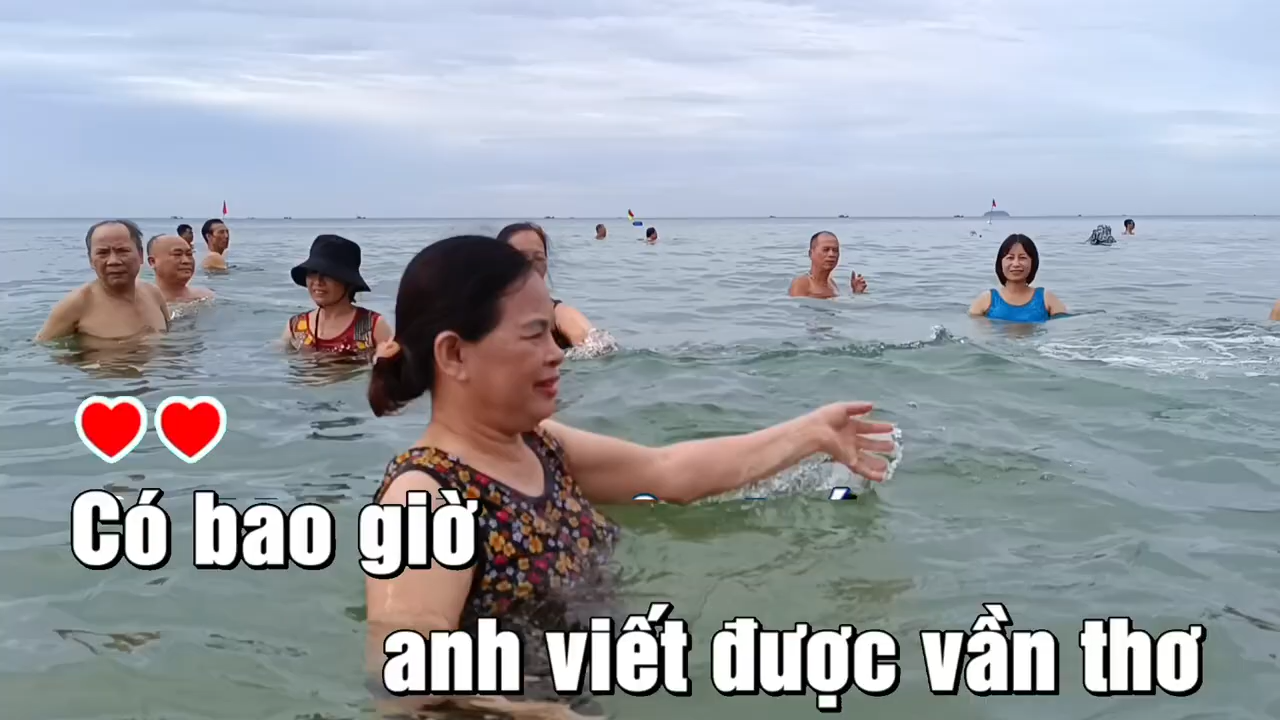 Có bao giờ
anh viết được vần thơ